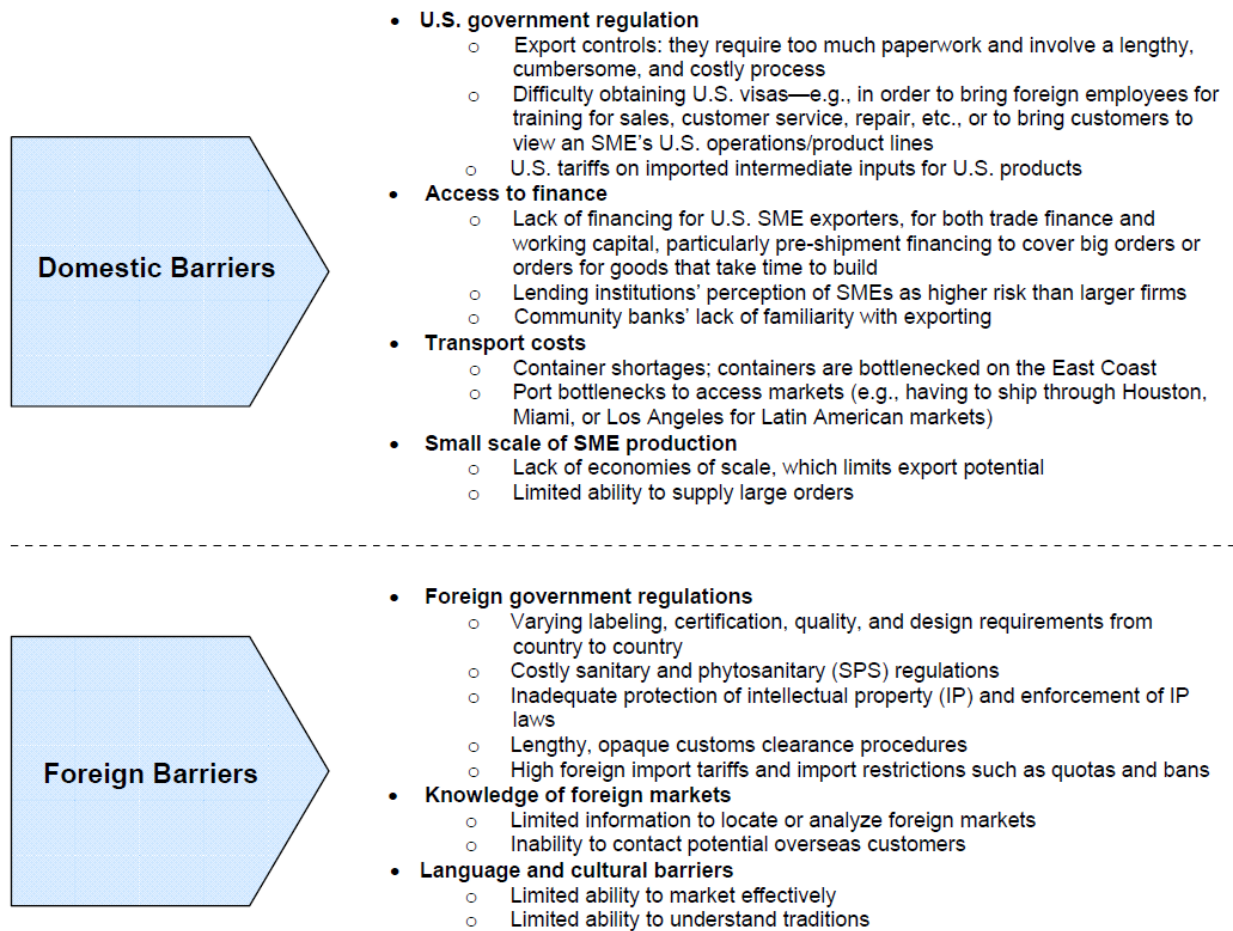 Domestic Barriers
• U.S. government regulation
o Export controls: they require too much paperwork and involve a lengthy,
cumbersome, and costly process
o Difficulty obtaining U.S. visas—e.g., in order to bring foreign employees for
training for sales, customer service, repair, etc., or to bring customers to
view an SME's U.S. operations/product lines
o U.S. tariffs on imported intermediate inputs for U.S. products
• Access to finance
o Lack of financing for U.S. SME exporters, for both trade finance and
working capital, particularly pre-shipment financing to cover big orders or
orders for goods that take time to build
o Lending institutions' perception of SMEs as higher risk than larger firms
o Community banks' lack of familiarity with exporting
• Transport costs
o Container shortages; containers are bottlenecked on the East Coast
o Port bottlenecks to access markets (e.g., having to ship through Houston,
Miami, or Los Angeles for Latin American markets)
• Small scale of SME production
o Lack of economies of scale, which limits export potential
o Limited ability to supply large orders
Foreign Barriers
• Foreign government regulations
o Varying labeling, certification, quality, and design requirements from
country to country
o Costly sanitary and phytosanitary (SPS) regulations
o Inadequate protection of intellectual property (IP) and enforcement of IP
laws
o Lengthy, opaque customs clearance procedures
o High foreign import tariffs and import restrictions such as quotas and bans
• Knowledge of foreign markets
o Limited information to locate or analyze foreign markets
o Inability to contact potential overseas customers
• Language and cultural barriers
o Limited ability to market effectively
o Limited ability to understand traditions